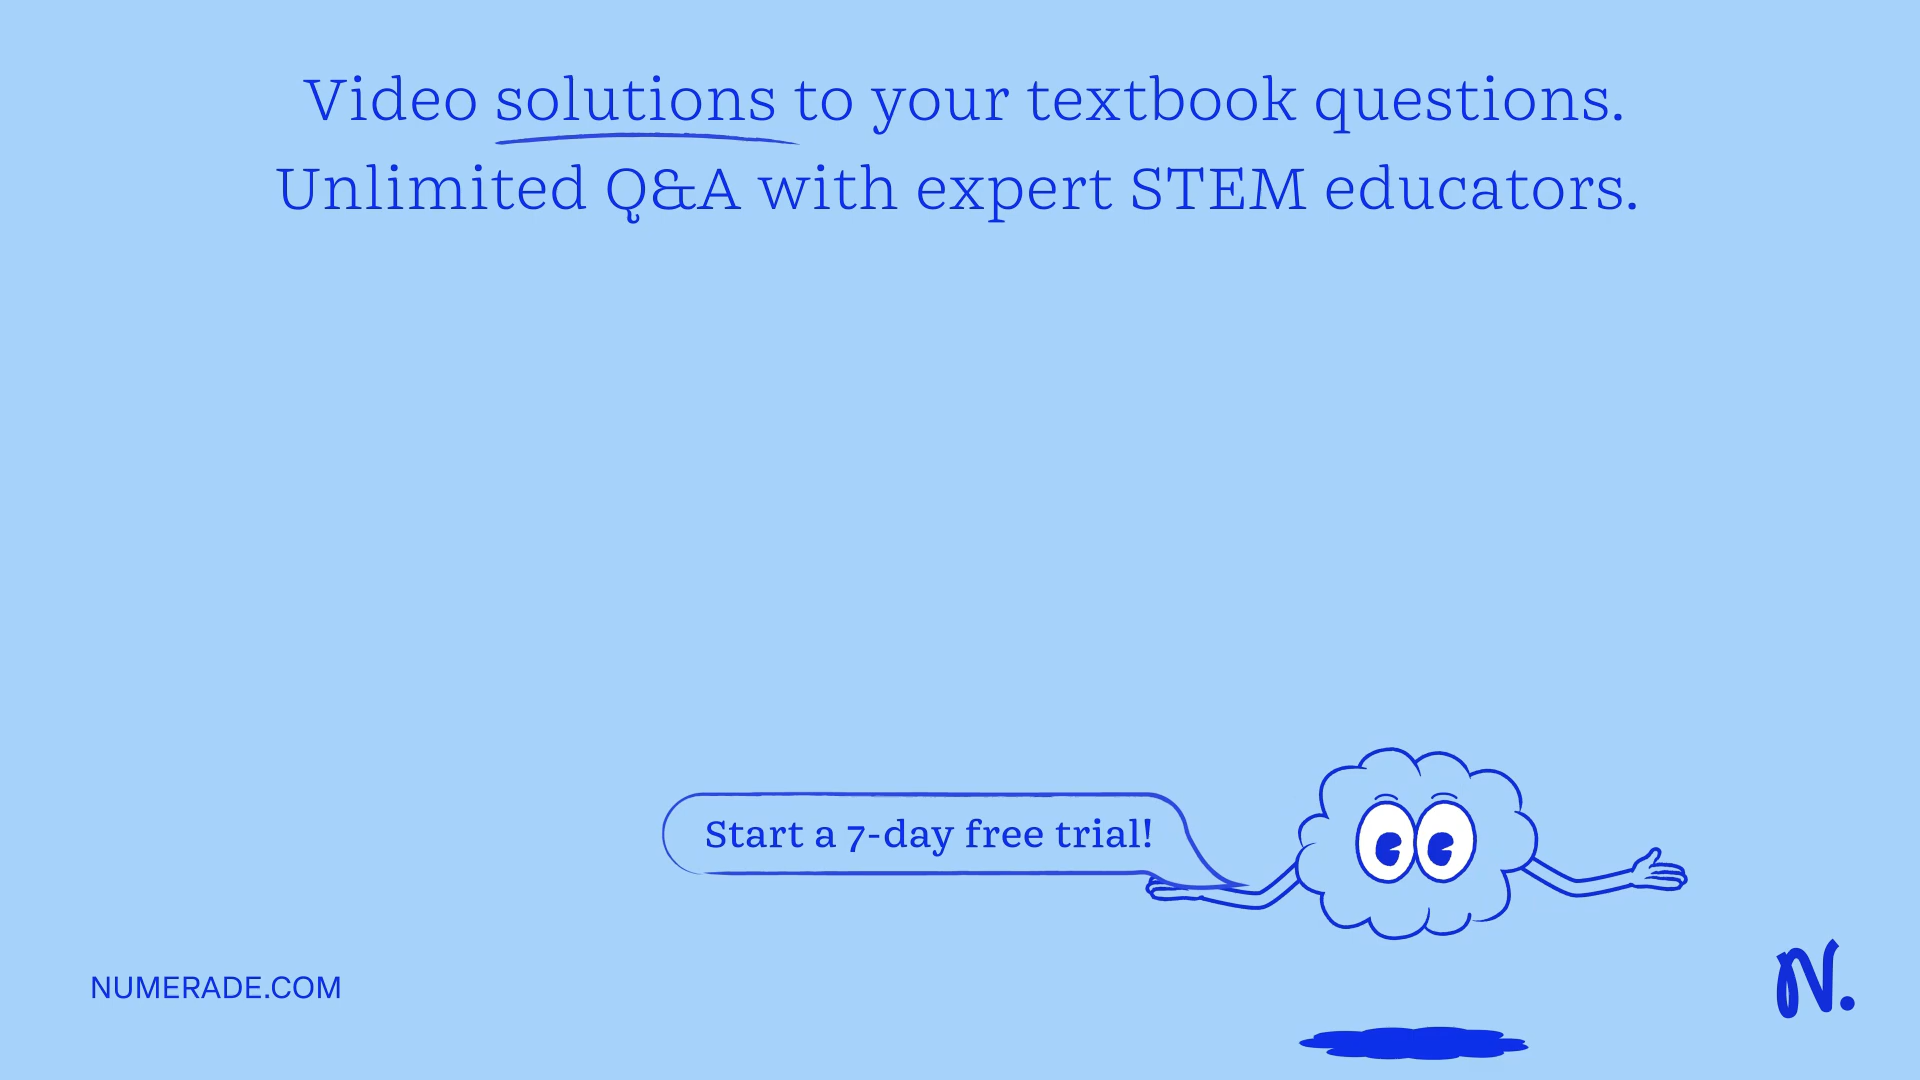 Video solutions to your textbook questions.
Unlimited Q&A with expert STEM educators.
Start a 7-day free trial!
NUMERADE.COM
N.